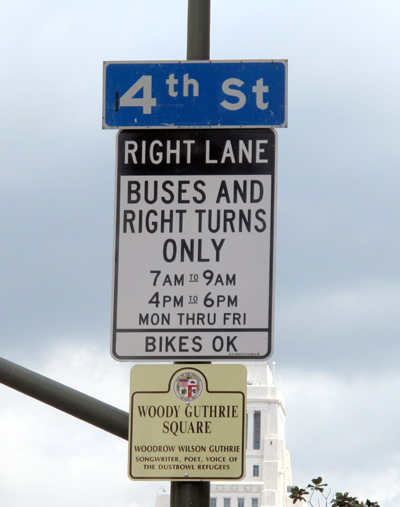 4th St
RIGHT LANE
BUSES AND
RIGHT TURNS
ONLY
7AM TO 9AM
4PM TO 6PM
MON THRU FRI
BIKES OK
WOODY GUTHRIE
SQUARE
WOODROW WILSON GUTHRIE
SONGWRITER, POET, VOICE OF
THE DUSTBOWL REFUGEES